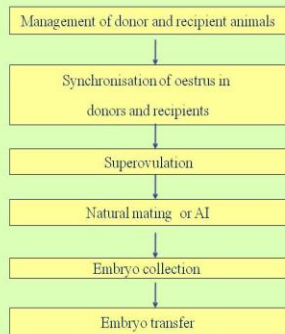 Management of donor and recipient animals
Synchronisation of oestrus in
donors and recipients
Superovulation
Natural mating or AI
Embryo collection
Embryo transfer